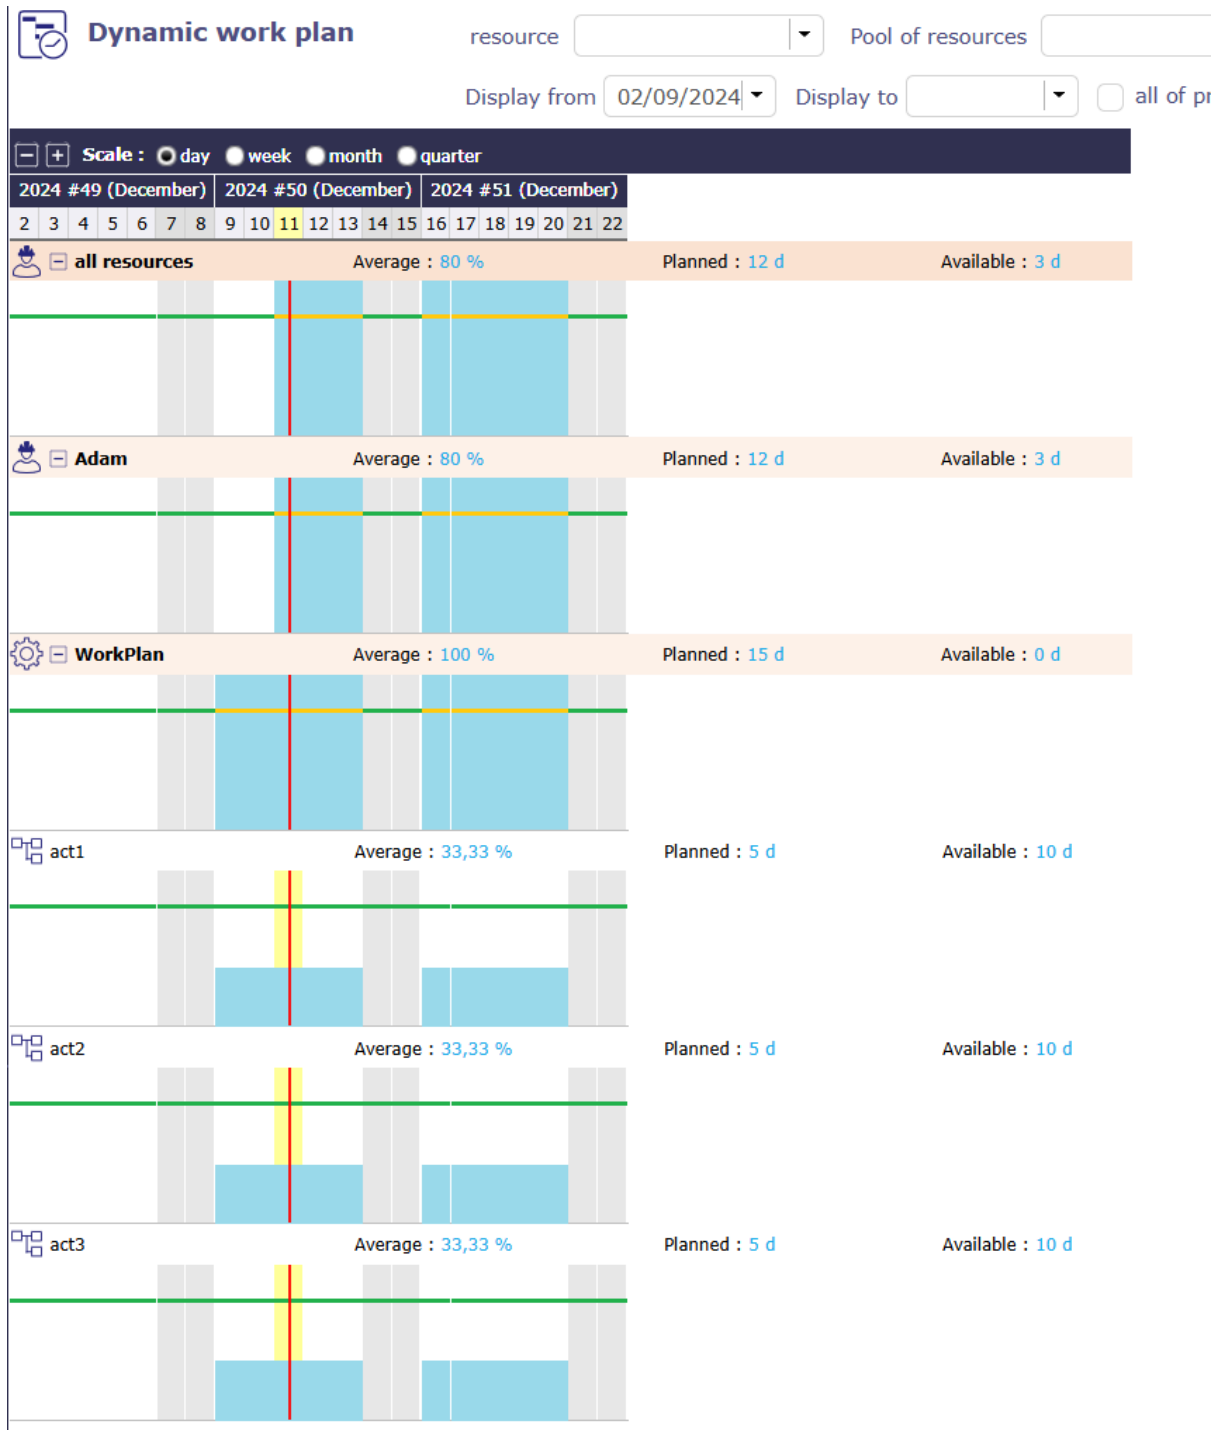 Dynamic work plan resource Pool of resources
Display from 02/09/2024 Display to all of
Scale : day week month quarter
2024 #49 (December) 2024 #50 (December) 2024 #51 (December)
2 3 4 5 6 7 8 9 10 11 12 13 14 15 16 17 18 19 20 21 22
all resources Average : 80 % Planned : 12 d Available : 3 d
Adam Average : 80 % Planned : 12 d Available : 3 d
WorkPlan Average : 100 % Planned : 15 d Available : 0 d
act1 Average : 33,33 % Planned : 5 d Available : 10 d
act2 Average : 33,33 % Planned : 5 d Available : 10 d
act3 Average : 33,33 % Planned : 5 d Available : 10 d